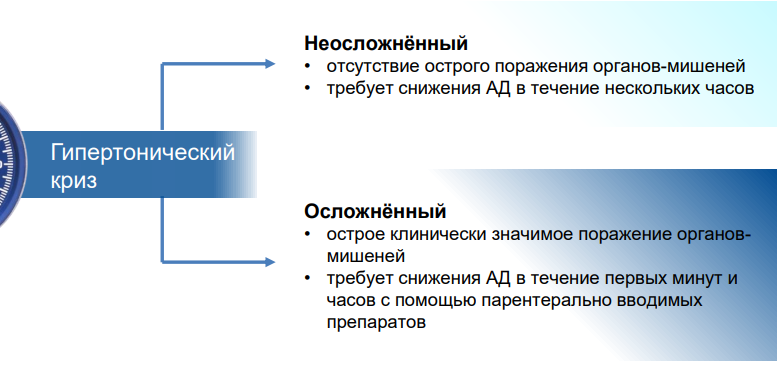 Неосложнённый
• отсутствие острого поражения органов-мишеней
• требует снижения АД в течение нескольких часов
Гипертонический
криз
Осложнённый
• острое клинически значимое поражение органов-
мишеней
• требует снижения АД в течение первых минут и
часов с помощью парентерально вводимых
препаратов